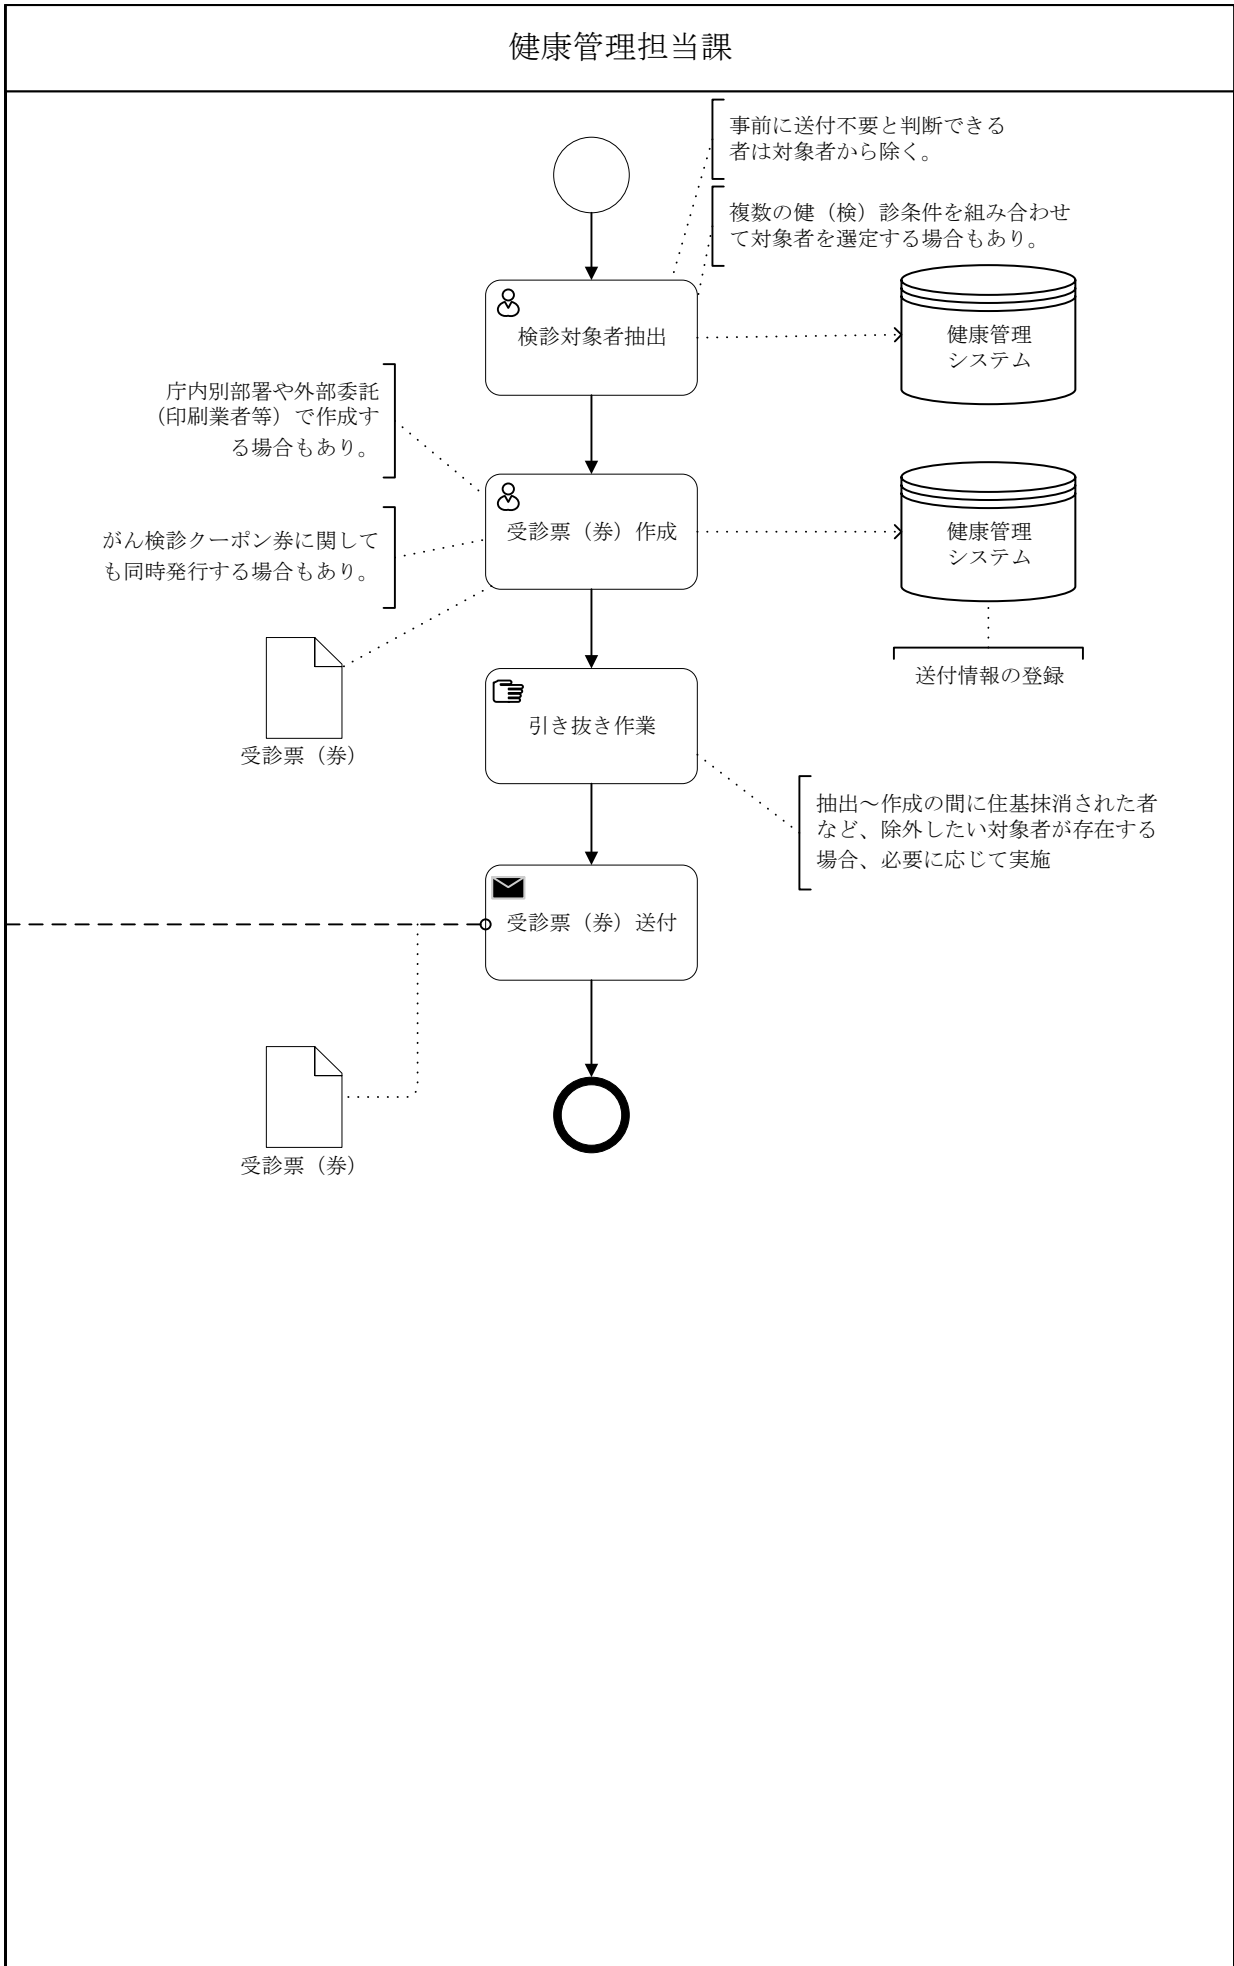 健康管理担当課
事前に送付不要と判断できる
者は対象者から除く。
複数の健（検）診条件を組み合わせ
て対象者を選定する場合もあり。
検診対象者抽出
健康管理
システム
庁内別部署や外部委託
（印刷業者等）で作成す
る場合もあり。
受診票（券）作成
健康管理
システム
がん検診クーポン券に関して
も同時発行する場合もあり。
送付情報の登録
受診票（券）
引き抜き作業
抽出～作成の間に住基抹消された者
など、除外したい対象者が存在する
場合、必要に応じて実施
受診票（券）送付
受診票（券）